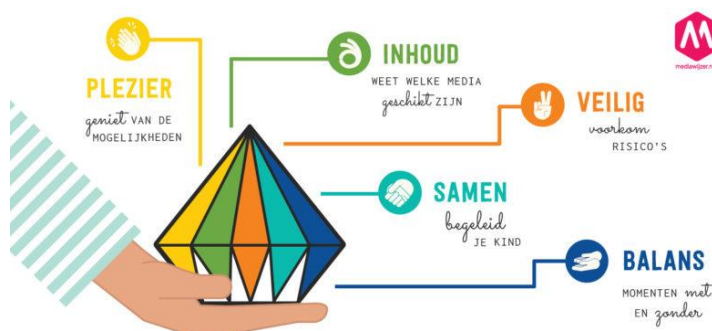 PLEZIER
geniet VAN DE
MOGELIJKHEDEN
INHOUD
WEET WELKE MEDIA
geschikt ZIJN
VEILIG
voorkom
RISICO'S
SAMEN
begeleid
JE KIND
BALANS
MOMENTEN met
EN zonder